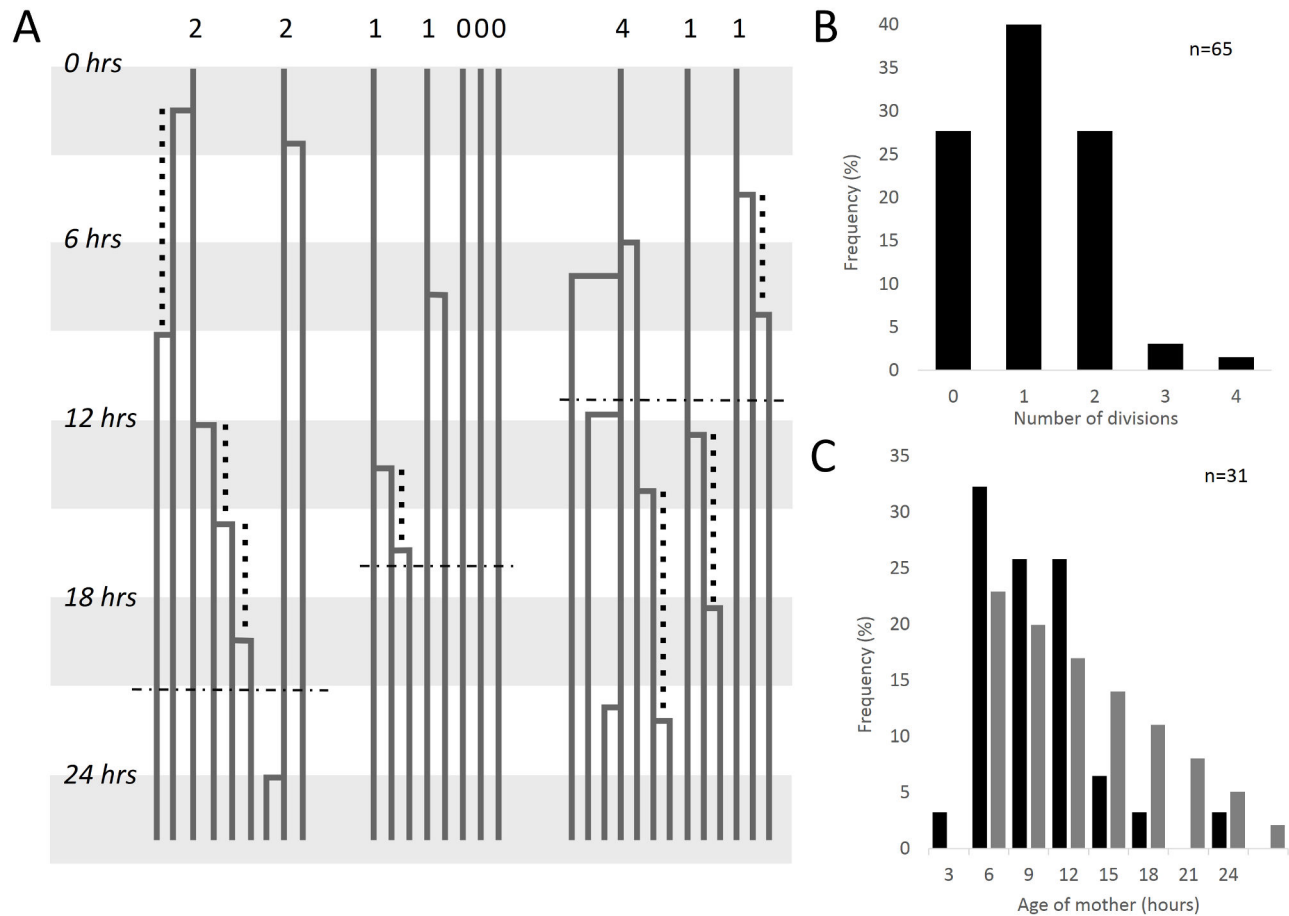 A
2 2 1 1 0 0 0 4 1 1
0 hrs
6 hrs
12 hrs
18 hrs
24 hrs
B
n=65
40
35
30
25
20
15
10
5
0
Frequency (%)
0 1 2 3 4
Number of divisions
C
n=31
35
30
25
20
15
10
5
0
Frequency (%)
3 6 9 12 15 18 21 24
Age of mother (hours)